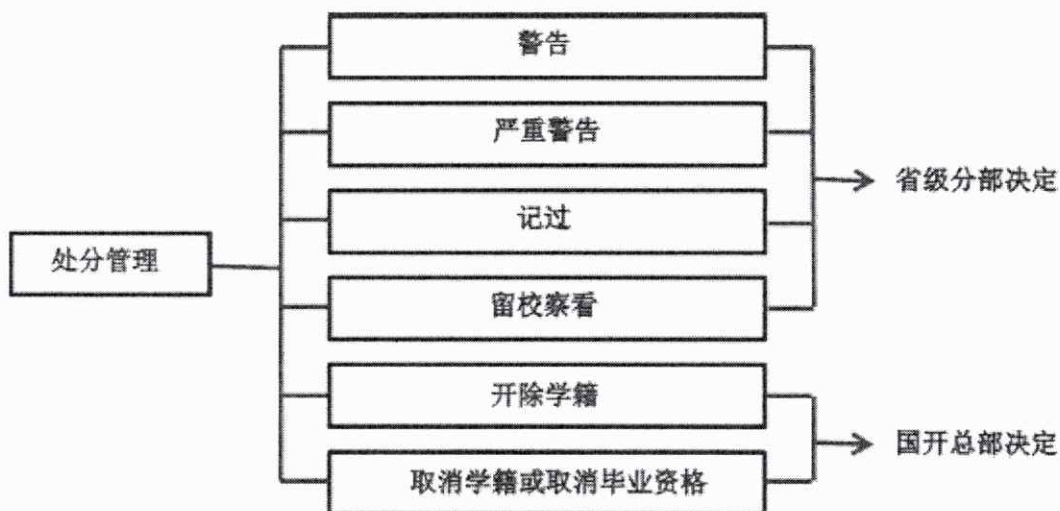 警告
严重警告
省级分部决定
记过
处分管理
留校察看
开除学籍
国开总部决定
取消学籍或取消毕业资格